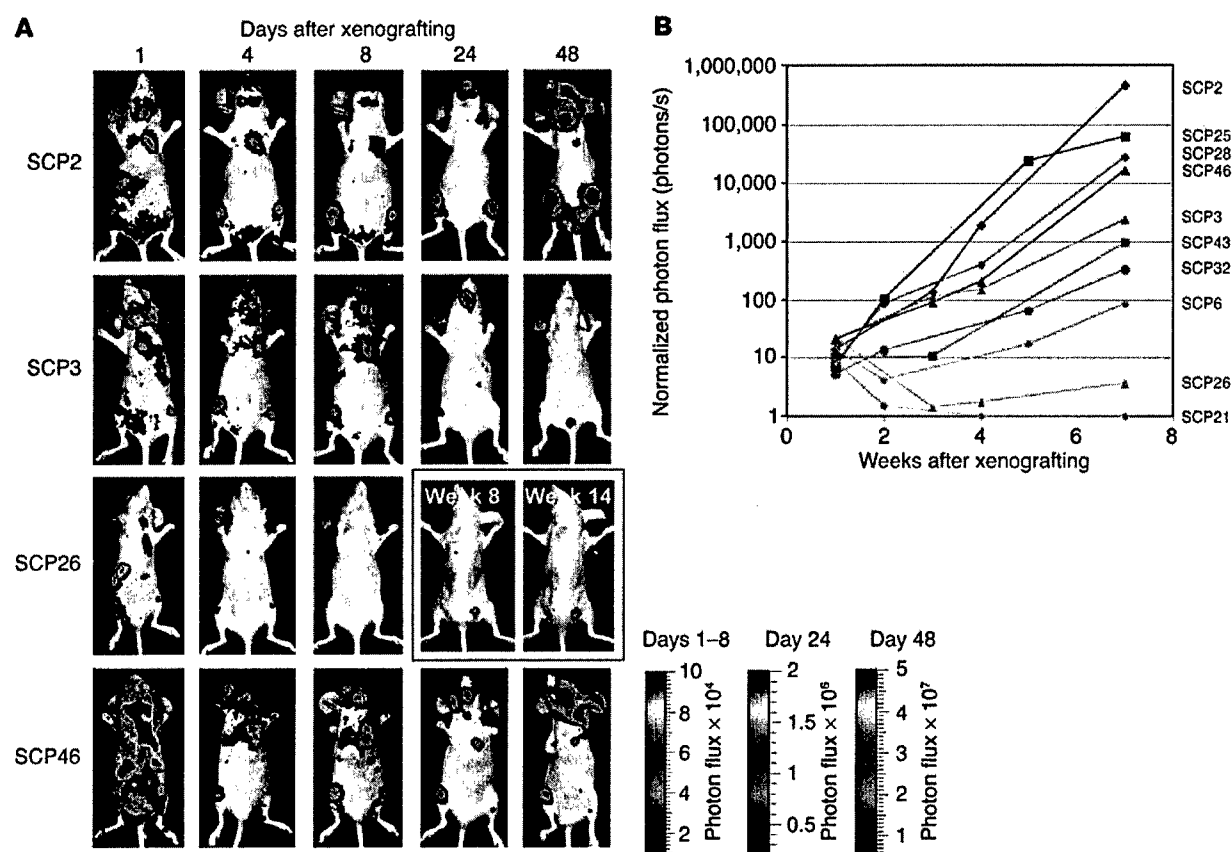 A
Days after xenografting
1 4 8 24 48
SCP2
SCP3
SCP26
Week 8 Week 14
SCP46
B
Normalized photon flux (photons/s)
1,000,000
100,000
10,000
1,000
100
10
1
0 2 4 6 8
Weeks after xenografting
SCP2
SCP25
SCP28
SCP46
SCP3
SCP43
SCP32
SCP6
SCP26
SCP21
Days 1–8
10
8
6
4
2
Photon flux × 10⁴
Day 24
2
1.5
1
0.5
Photon flux × 10⁶
Day 48
5
4
3
2
1
Photon flux × 10⁷